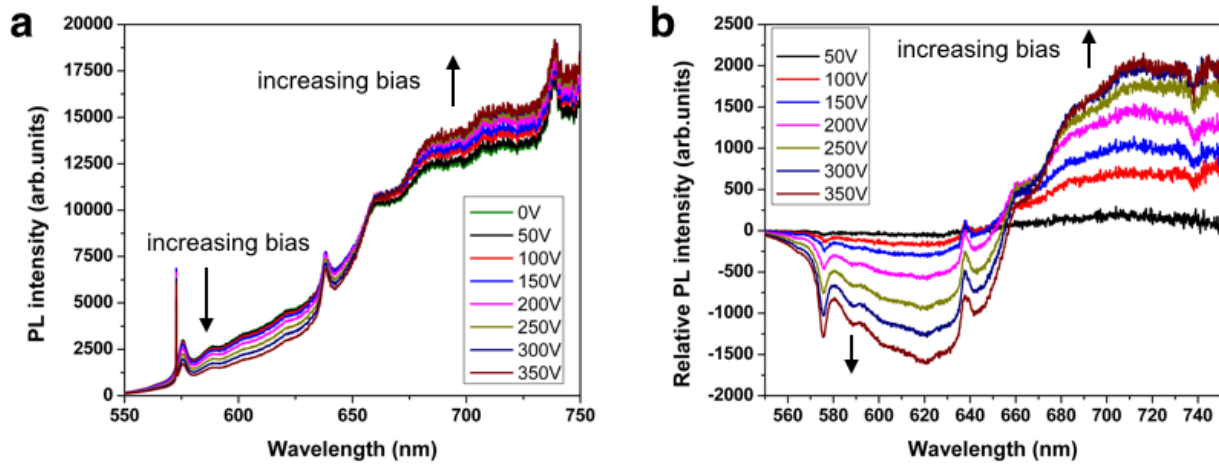 a
20000
17500
15000
12500
10000
7500
5000
2500
0
PL intensity (arb.units)
increasing bias
increasing bias
0V
50V
100V
150V
200V
250V
300V
350V
550
600
650
700
750
Wavelength (nm)
b
2500
2000
1500
1000
500
0
-500
-1000
-1500
-2000
Relative PL intensity (arb.units)
50V
100V
150V
200V
250V
300V
350V
increasing bias
560
580
600
620
640
660
680
700
720
740
Wavelength (nm)